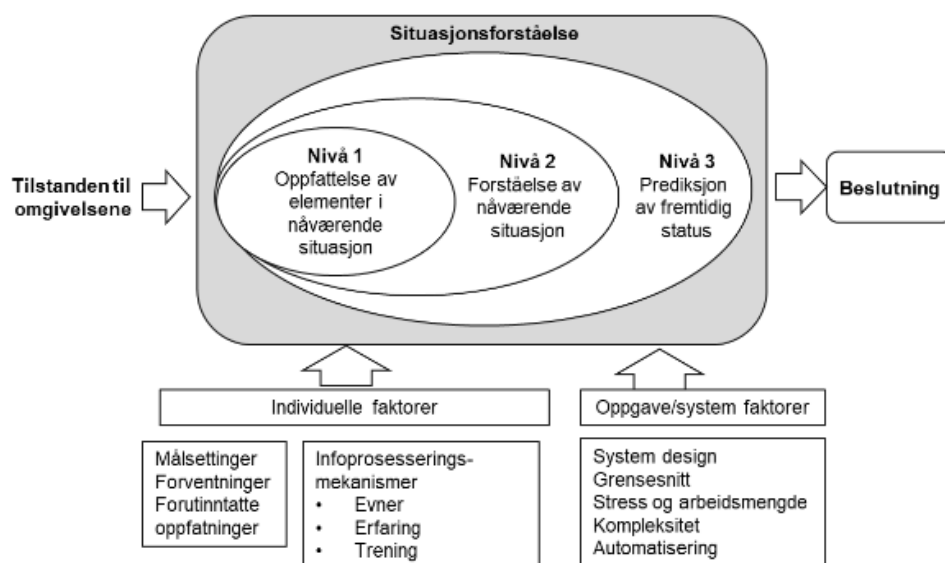 Situasjonsforståelse
Tilstanden til
omgivelsene
Nivå 1
Oppfattelse av
elementer i
nåværende
situasjon
Nivå 2
Forståelse av
nåværende
situasjon
Nivå 3
Prediksjon
av fremtidig
status
Beslutning
Individuelle faktorer
Målsettinger
Forventninger
Forutinntatte
oppfatninger
Infoprosesserings-
mekanismer
• Evner
• Erfaring
• Trening
Oppgave/system faktorer
System design
Grensesnitt
Stress og arbeidsmengde
Kompleksitet
Automatisering